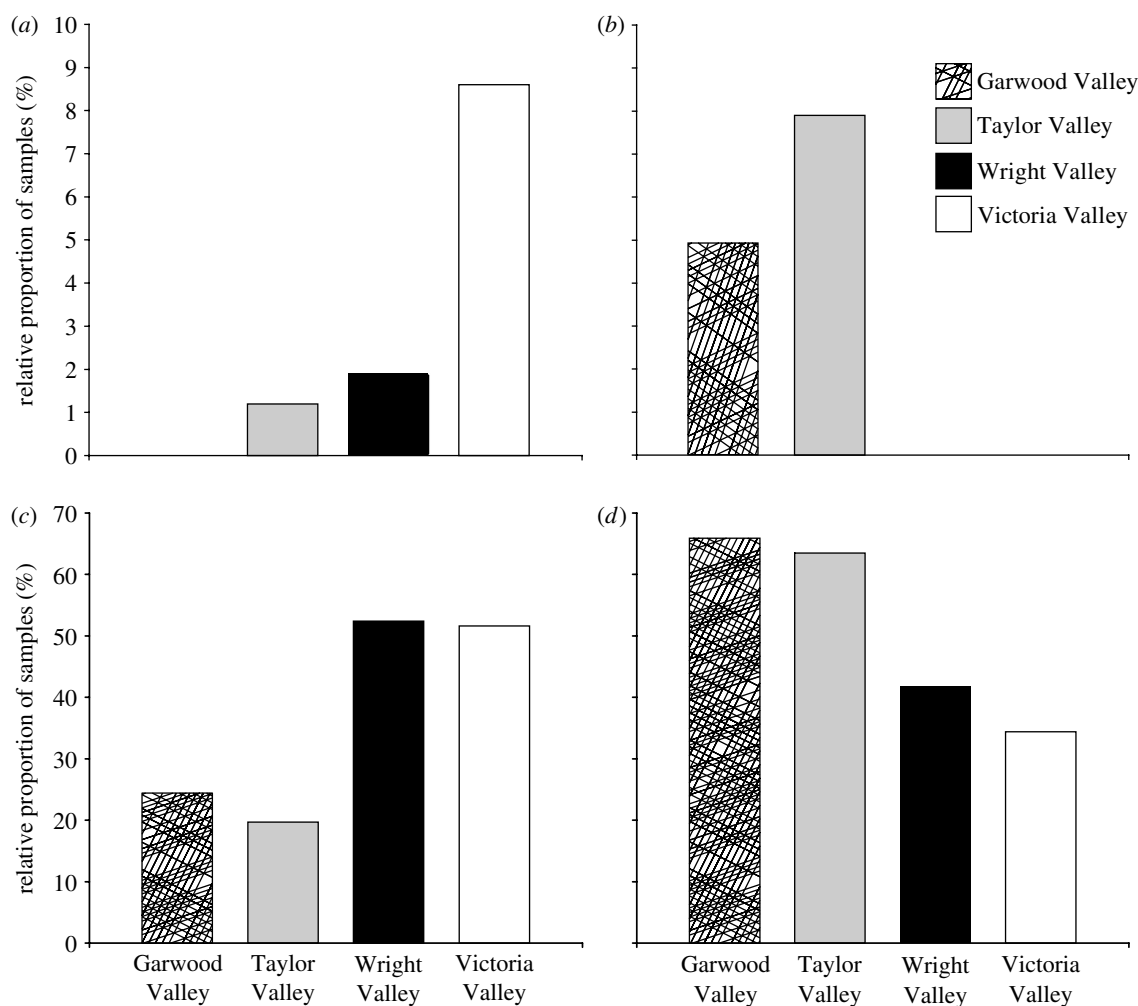 (a)
10
9
8
7
6
5
4
3
2
1
0
relative proportion of samples (%)
(b)
Garwood Valley
Taylor Valley
Wright Valley
Victoria Valley
(c)
70
60
50
40
30
20
10
0
relative proportion of samples (%)
Garwood
Valley
Taylor
Valley
Wright
Valley
Victoria
Valley
(d)
Garwood
Valley
Taylor
Valley
Wright
Valley
Victoria
Valley